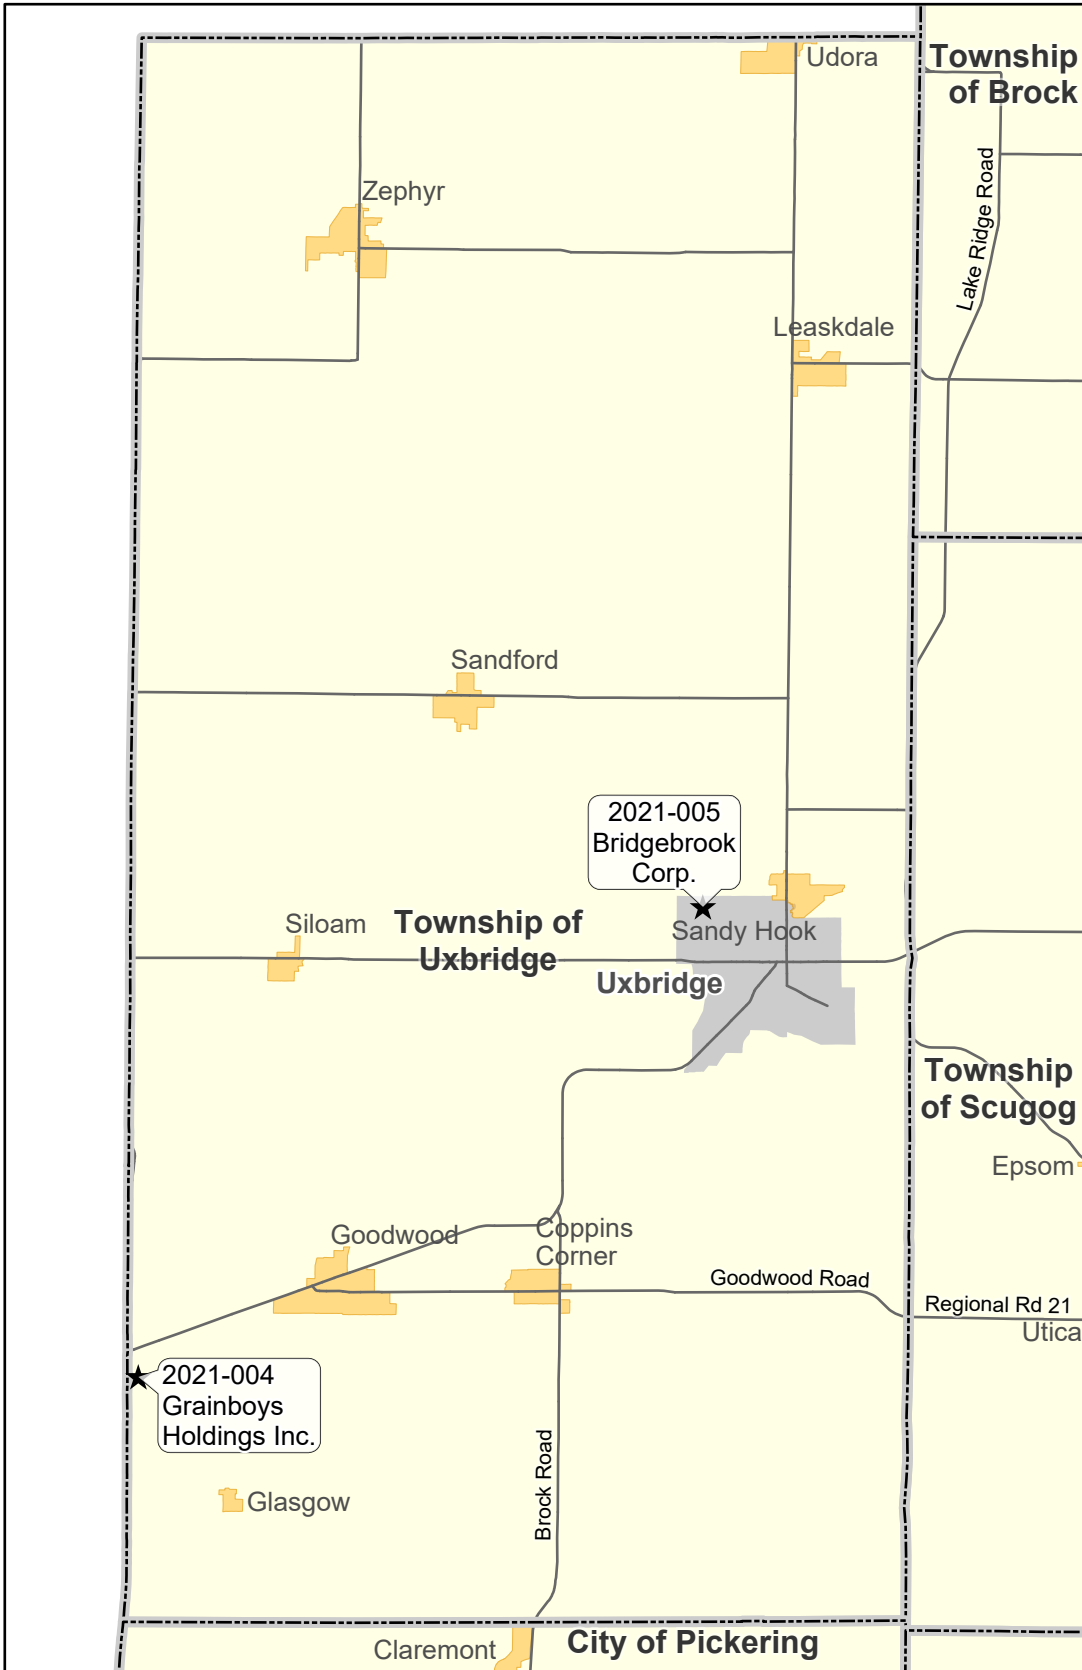 Udora
Township
of Brock
Zephyr
Lake Ridge Road
Leaskdale
Sandford
2021-005
Bridgebrook
Corp.
Siloam
Township of
Uxbridge
Sandy Hook
Uxbridge
Township
of Scugog
Epsom
Goodwood
Coppins
Corner
Goodwood Road
Regional Rd 21
Utica
2021-004
Grainboys
Holdings Inc.
Brock Road
Glasgow
Claremont
City of Pickering